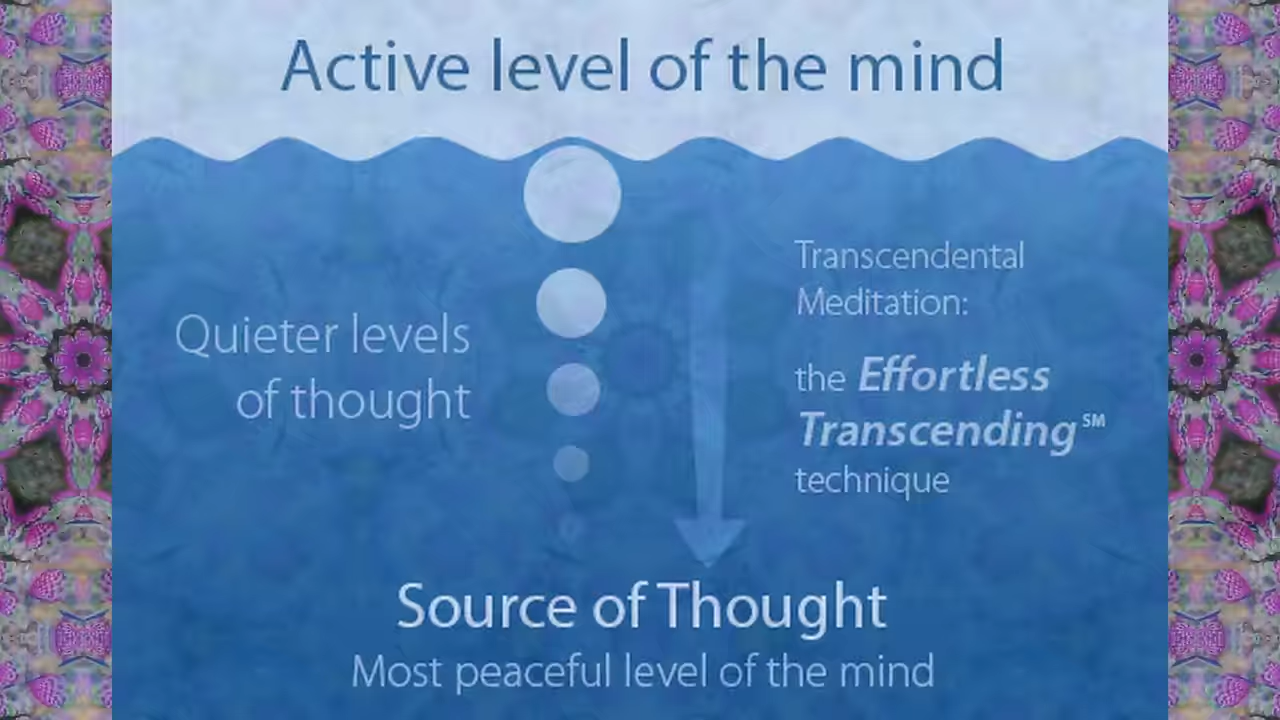 Active level of the mind
Quieter levels
of thought
Transcendental
Meditation:
the Effortless
Transcending℠
technique
Source of Thought
Most peaceful level of the mind